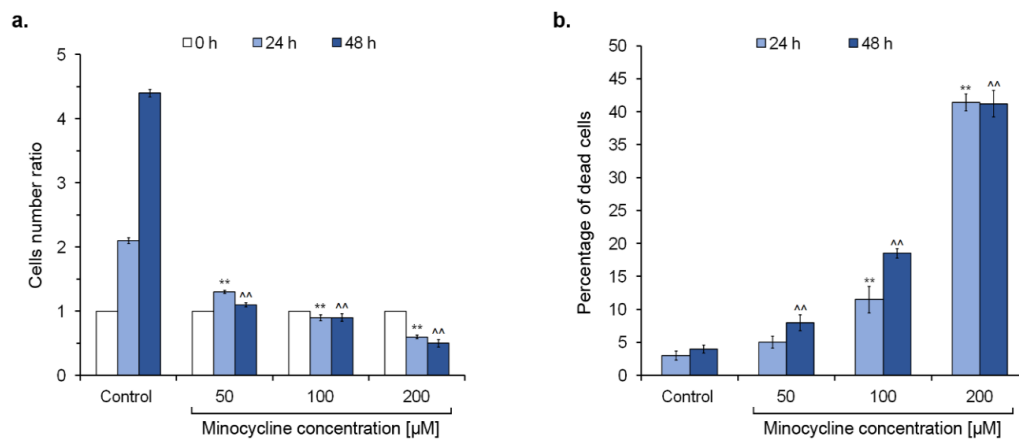 a.
0 h 24 h 48 h
Cells number ratio
5
4
3
2
1
0
** ^^ ** ^^ ** ^^
Control 50 100 200
Minocycline concentration [µM]
b.
24 h 48 h
Percentage of dead cells
50
45
40
35
30
25
20
15
10
5
0
^^ ** ^^ ** ^^
Control 50 100 200
Minocycline concentration [µM]